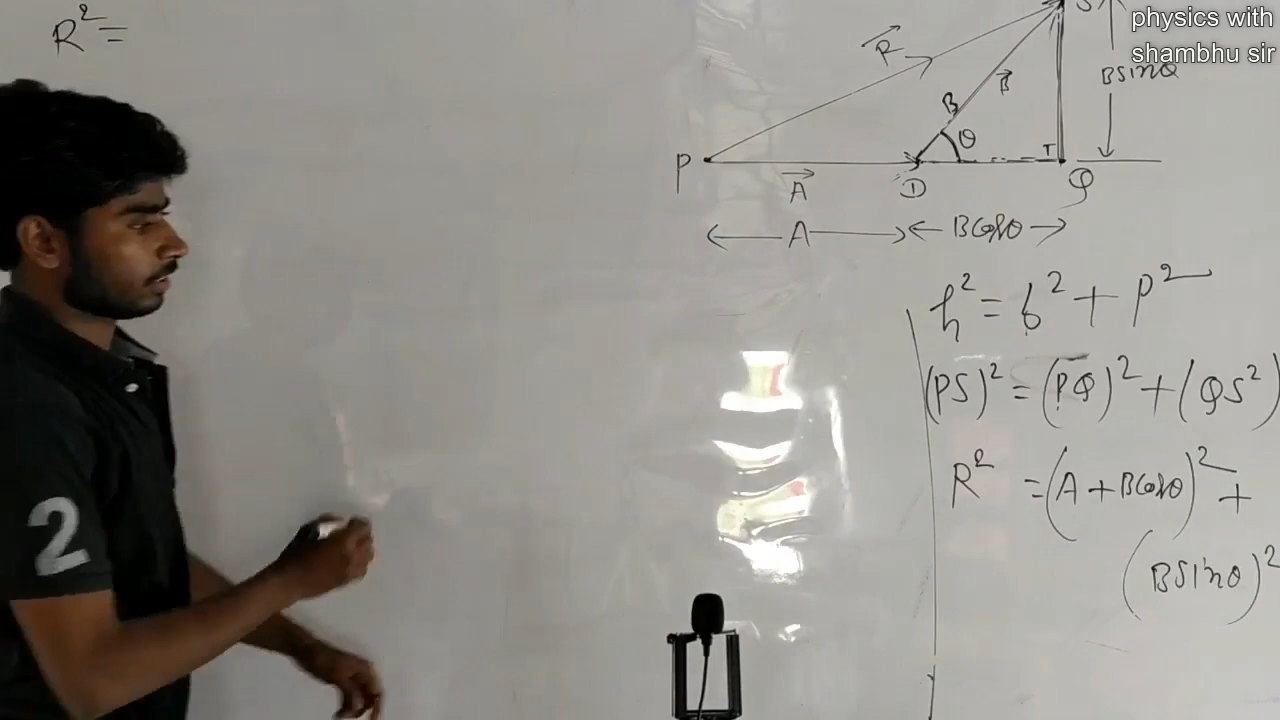 R² =
physics with
shambhu sir
S
R
B
B
BSinθ
θ
P
A
D
T
Q
A
BCosθ
h² = b² + p²
(PS)² = (PQ)² + (QS²)
R² = (A + BCosθ)² +
(BSinθ)²
2